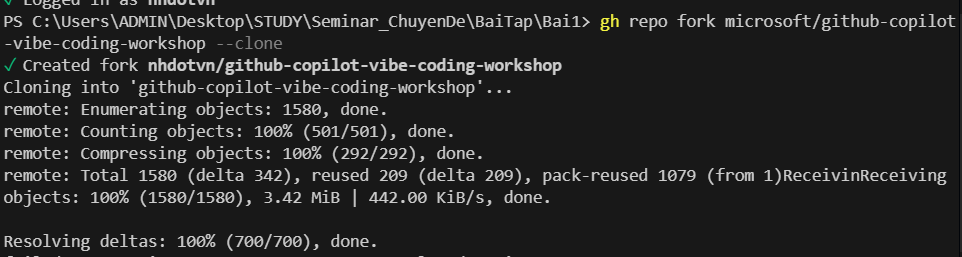 ✓ Logged in as nhdotvn
PS C:\Users\ADMIN\Desktop\STUDY\Seminar_ChuyenDe\BaiTap\Bai1> gh repo fork microsoft/github-copilot
-vibe-coding-workshop --clone
✓ Created fork nhdotvn/github-copilot-vibe-coding-workshop
Cloning into 'github-copilot-vibe-coding-workshop'...
remote: Enumerating objects: 1580, done.
remote: Counting objects: 100% (501/501), done.
remote: Compressing objects: 100% (292/292), done.
remote: Total 1580 (delta 342), reused 209 (delta 209), pack-reused 1079 (from 1)ReceivinReceiving
objects: 100% (1580/1580), 3.42 MiB | 442.00 KiB/s, done.
Resolving deltas: 100% (700/700), done.